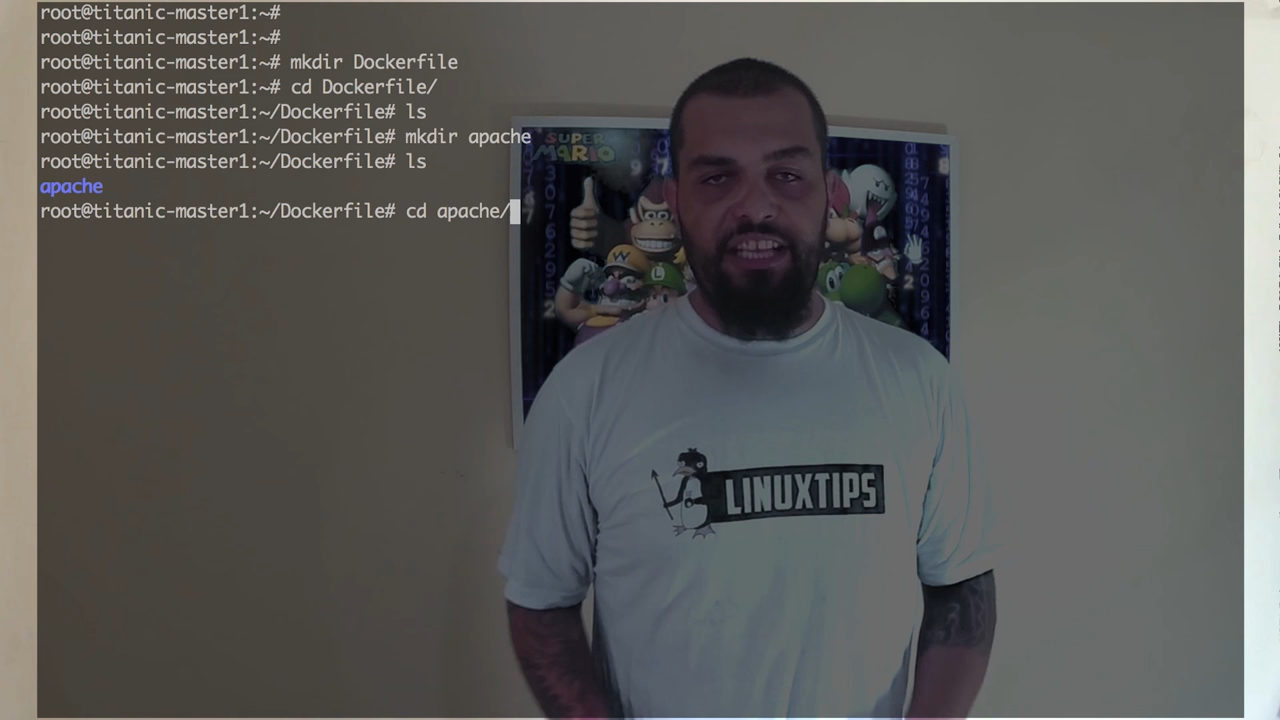 root@titanic-master1:~#
root@titanic-master1:~#
root@titanic-master1:~# mkdir Dockerfile
root@titanic-master1:~# cd Dockerfile/
root@titanic-master1:~/Dockerfile# ls
root@titanic-master1:~/Dockerfile# mkdir apache
root@titanic-master1:~/Dockerfile# ls
apache
root@titanic-master1:~/Dockerfile# cd apache/
SUPER
MARIO
W
L
LINUXTIPS